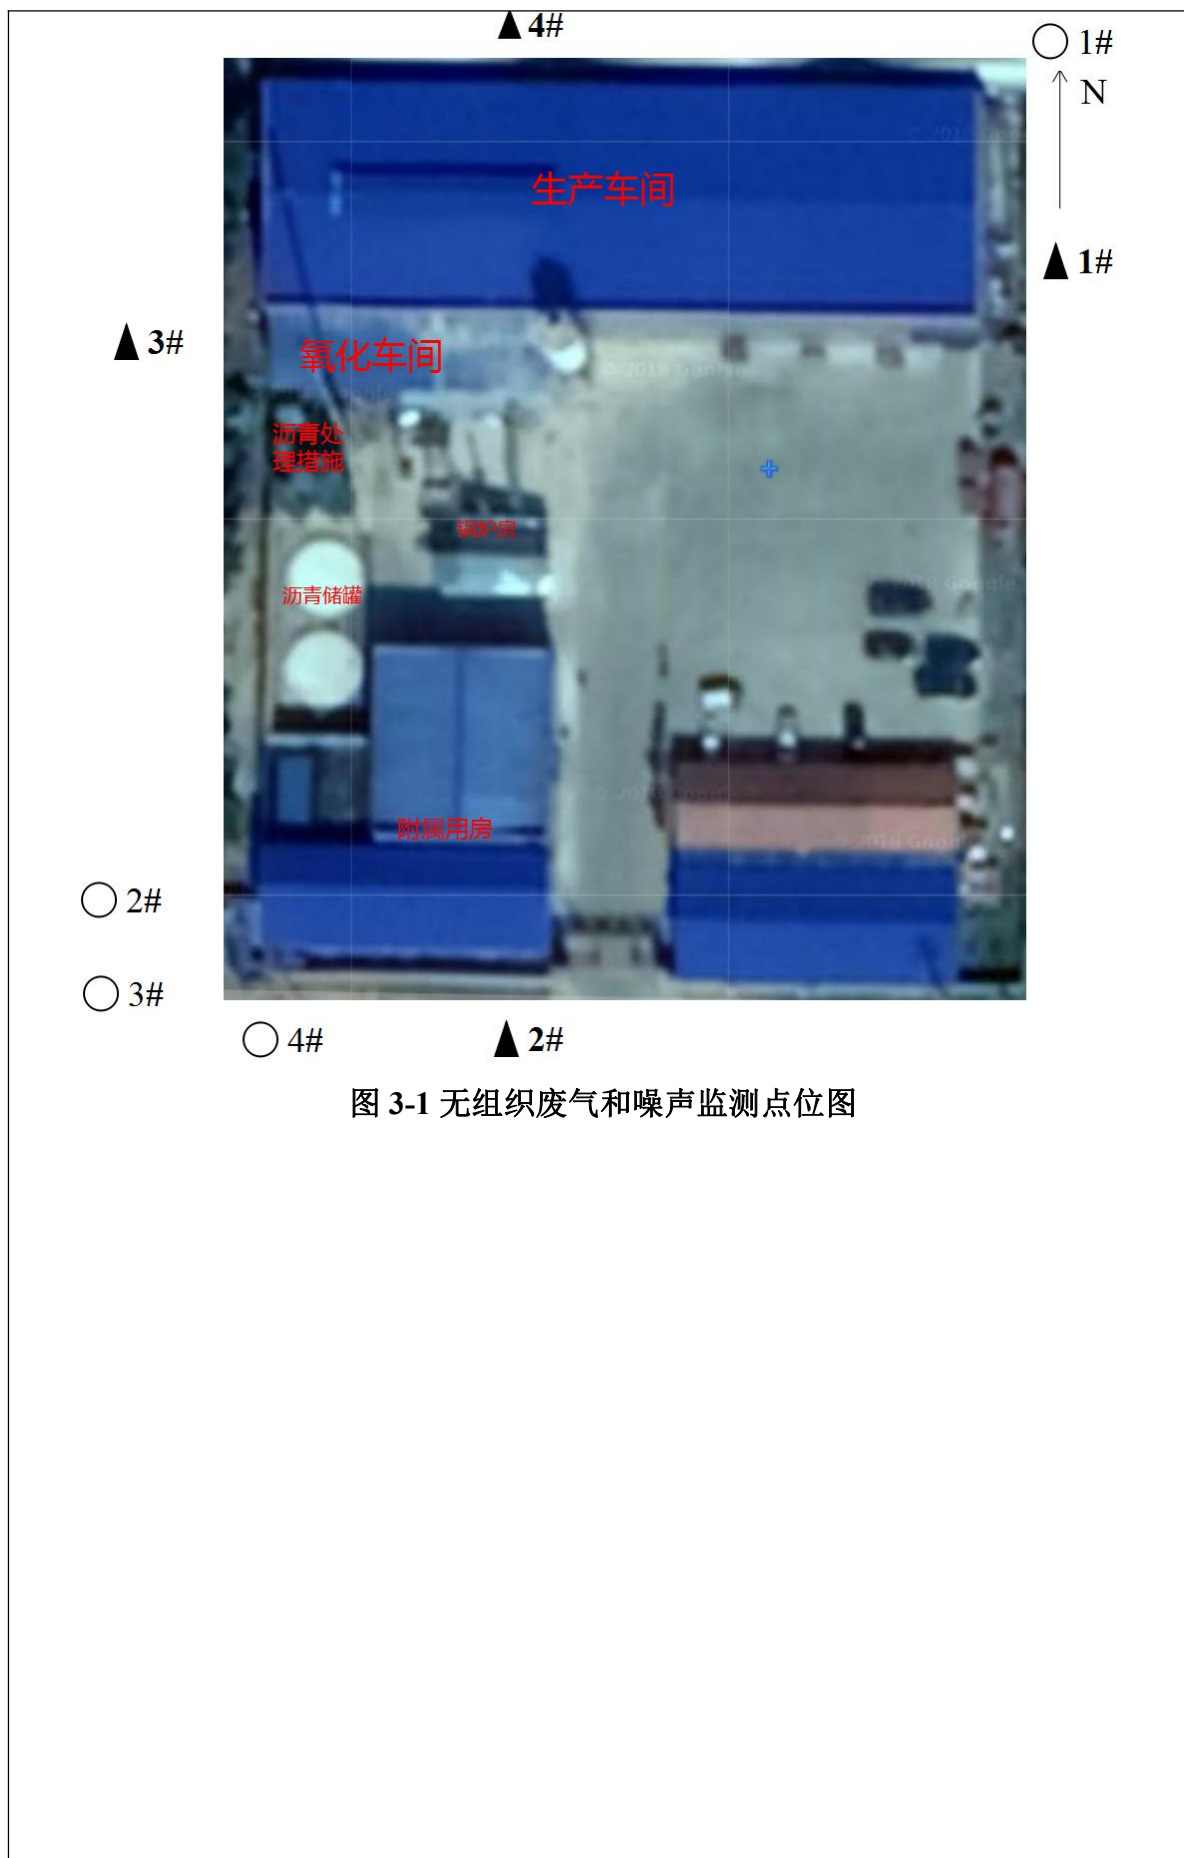 ▲ 4#
○ 1#
N
生产车间
▲ 1#
▲ 3#
氧化车间
© 2018 Google
沥青处
理措施
锅炉房
沥青储罐
附属用房
○ 2#
○ 3#
○ 4#
▲ 2#
图 3-1 无组织废气和噪声监测点位图